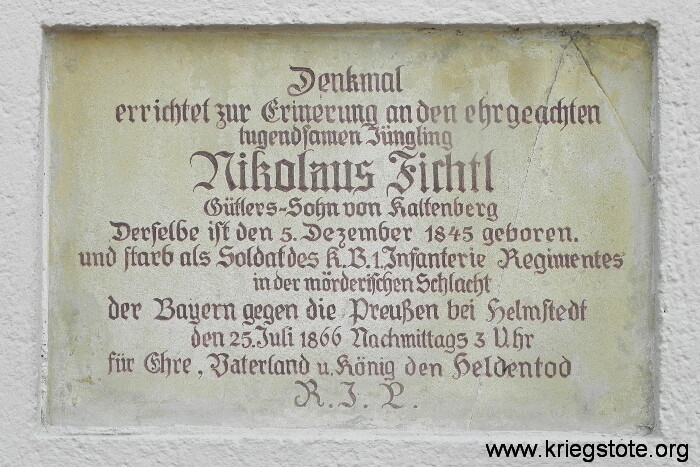 Denkmal
errichtet zur Erinerung an den ehrgeachten
tugendsamen Jüngling
Nikolaus Fichtl
Gütlers-Sohn von Kaltenberg
Derselbe ist den 5. Dezember 1845 geboren.
und starb als Soldat des K.B.1. Infanterie Regimentes
in der mörderischen Schlacht
der Bayern gegen die Preußen bei Helmstedt
den 25. Juli 1866 Nachmittags 3 Uhr
für Ehre, Vaterland u. König den Heldentod
R. I. P.
www.kriegstote.org